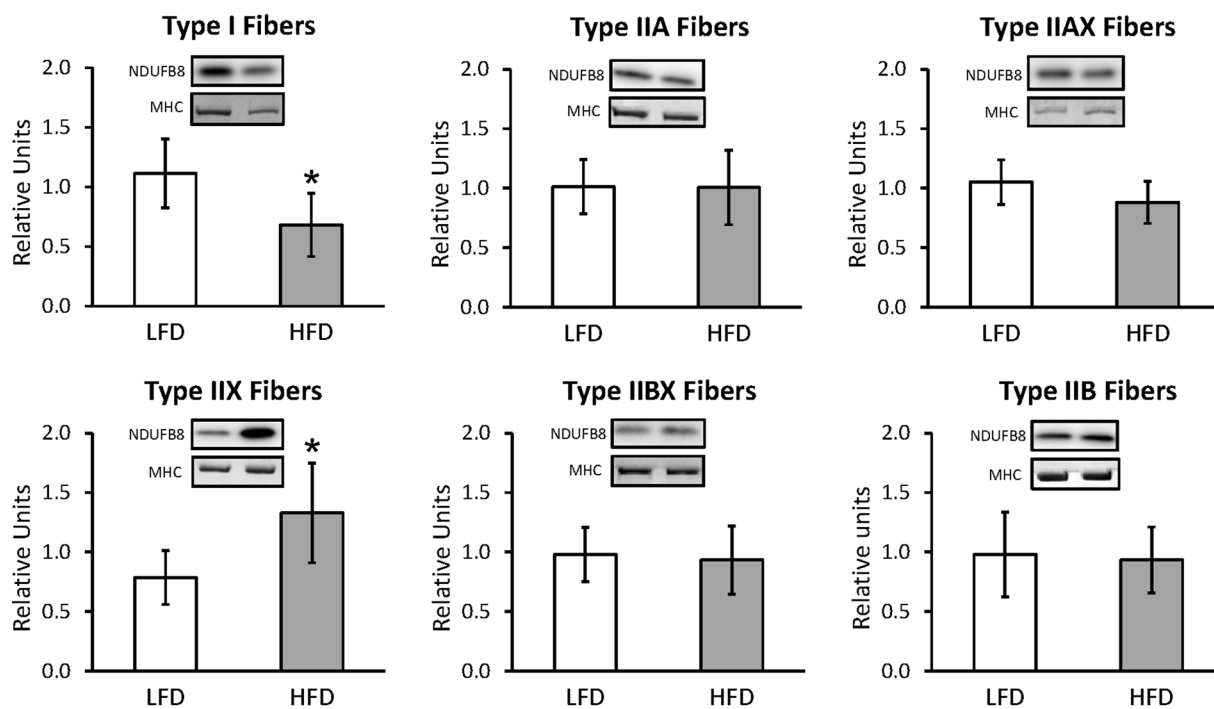 Type I Fibers
NDUFB8
MHC
2.0
1.5
1.0
0.5
0.0
Relative Units
*
LFD HFD
Type IIA Fibers
NDUFB8
MHC
2.0
1.5
1.0
0.5
0.0
Relative Units
LFD HFD
Type IIAX Fibers
NDUFB8
MHC
2.0
1.5
1.0
0.5
0.0
Relative Units
LFD HFD
Type IIX Fibers
NDUFB8
MHC
2.0
1.5
1.0
0.5
0.0
Relative Units
*
LFD HFD
Type IIBX Fibers
NDUFB8
MHC
2.0
1.5
1.0
0.5
0.0
Relative Units
LFD HFD
Type IIB Fibers
NDUFB8
MHC
2.0
1.5
1.0
0.5
0.0
Relative units
LFD HFD